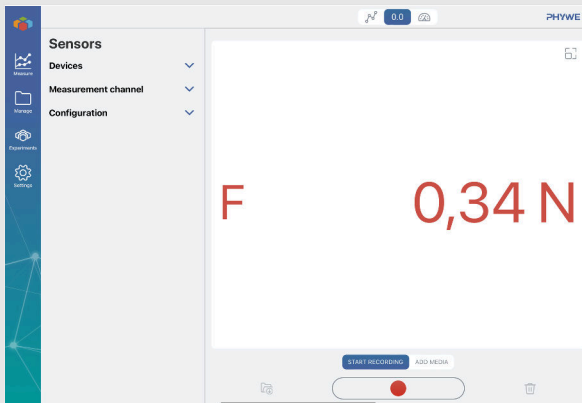 0.0
PHYWE
Sensors
Devices
Measurement channel
Configuration
Measure
Manage
Experiments
Settings
F 0,34 N
START RECORDING ADD MEDIA